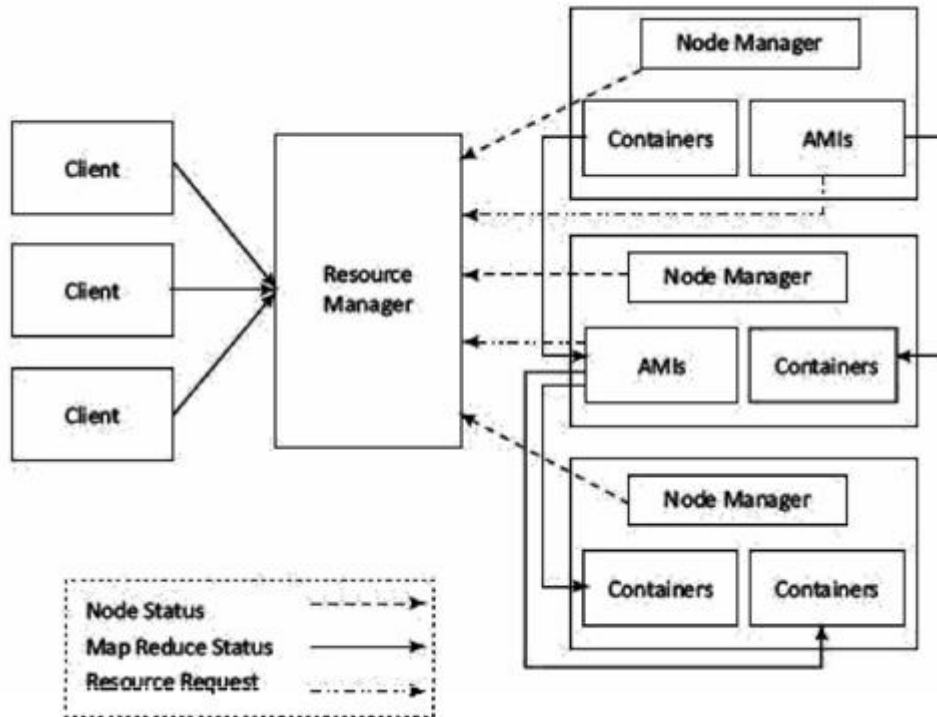 Node Manager
Containers
AMIs
Client
Client
Client
Resource
Manager
Node Manager
AMIs
Containers
Node Manager
Containers
Containers
Node Status
Map Reduce Status
Resource Request